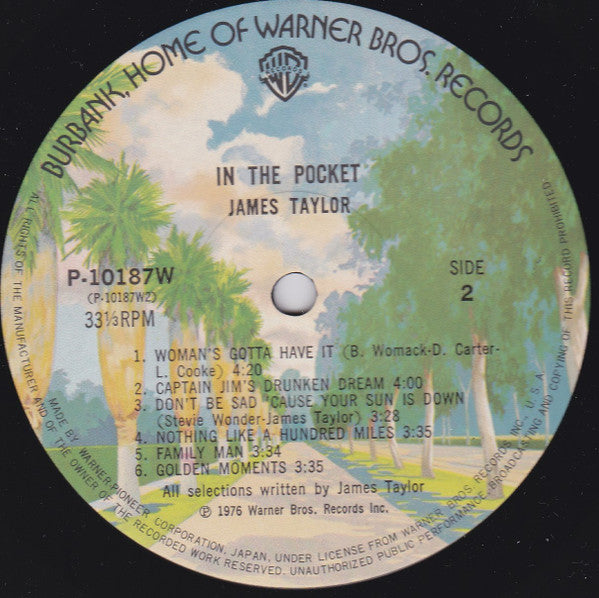 BURBANK, HOME OF WARNER BROS. RECORDS
RECORDS
IN THE POCKET
JAMES TAYLOR
P-10187W
(P-10187W2)
33⅓RPM
SIDE
2
1. WOMAN'S GOTTA HAVE IT (B. Womack-D. Carter-
L. Cooke) 4:20
2. CAPTAIN JIM'S DRUNKEN DREAM 4:00
3. DON'T BE SAD 'CAUSE YOUR SUN IS DOWN
(Stevie Wonder-James Taylor) 3:28
4. NOTHING LIKE A HUNDRED MILES 3:35
5. FAMILY MAN 3:34
6. GOLDEN MOMENTS 3:35
All selections written by James Taylor
℗ 1976 Warner Bros. Records Inc.
MADE BY WARNER-PIONEER CORPORATION, JAPAN, UNDER LICENSE FROM WARNER BROS. RECORDS INC., U.S.A.
ALL RIGHTS OF THE MANUFACTURER AND OF THE OWNER OF THE RECORDED WORK RESERVED. UNAUTHORIZED PUBLIC PERFORMANCE, BROADCASTING AND COPYING OF THIS RECORD PROHIBITED.